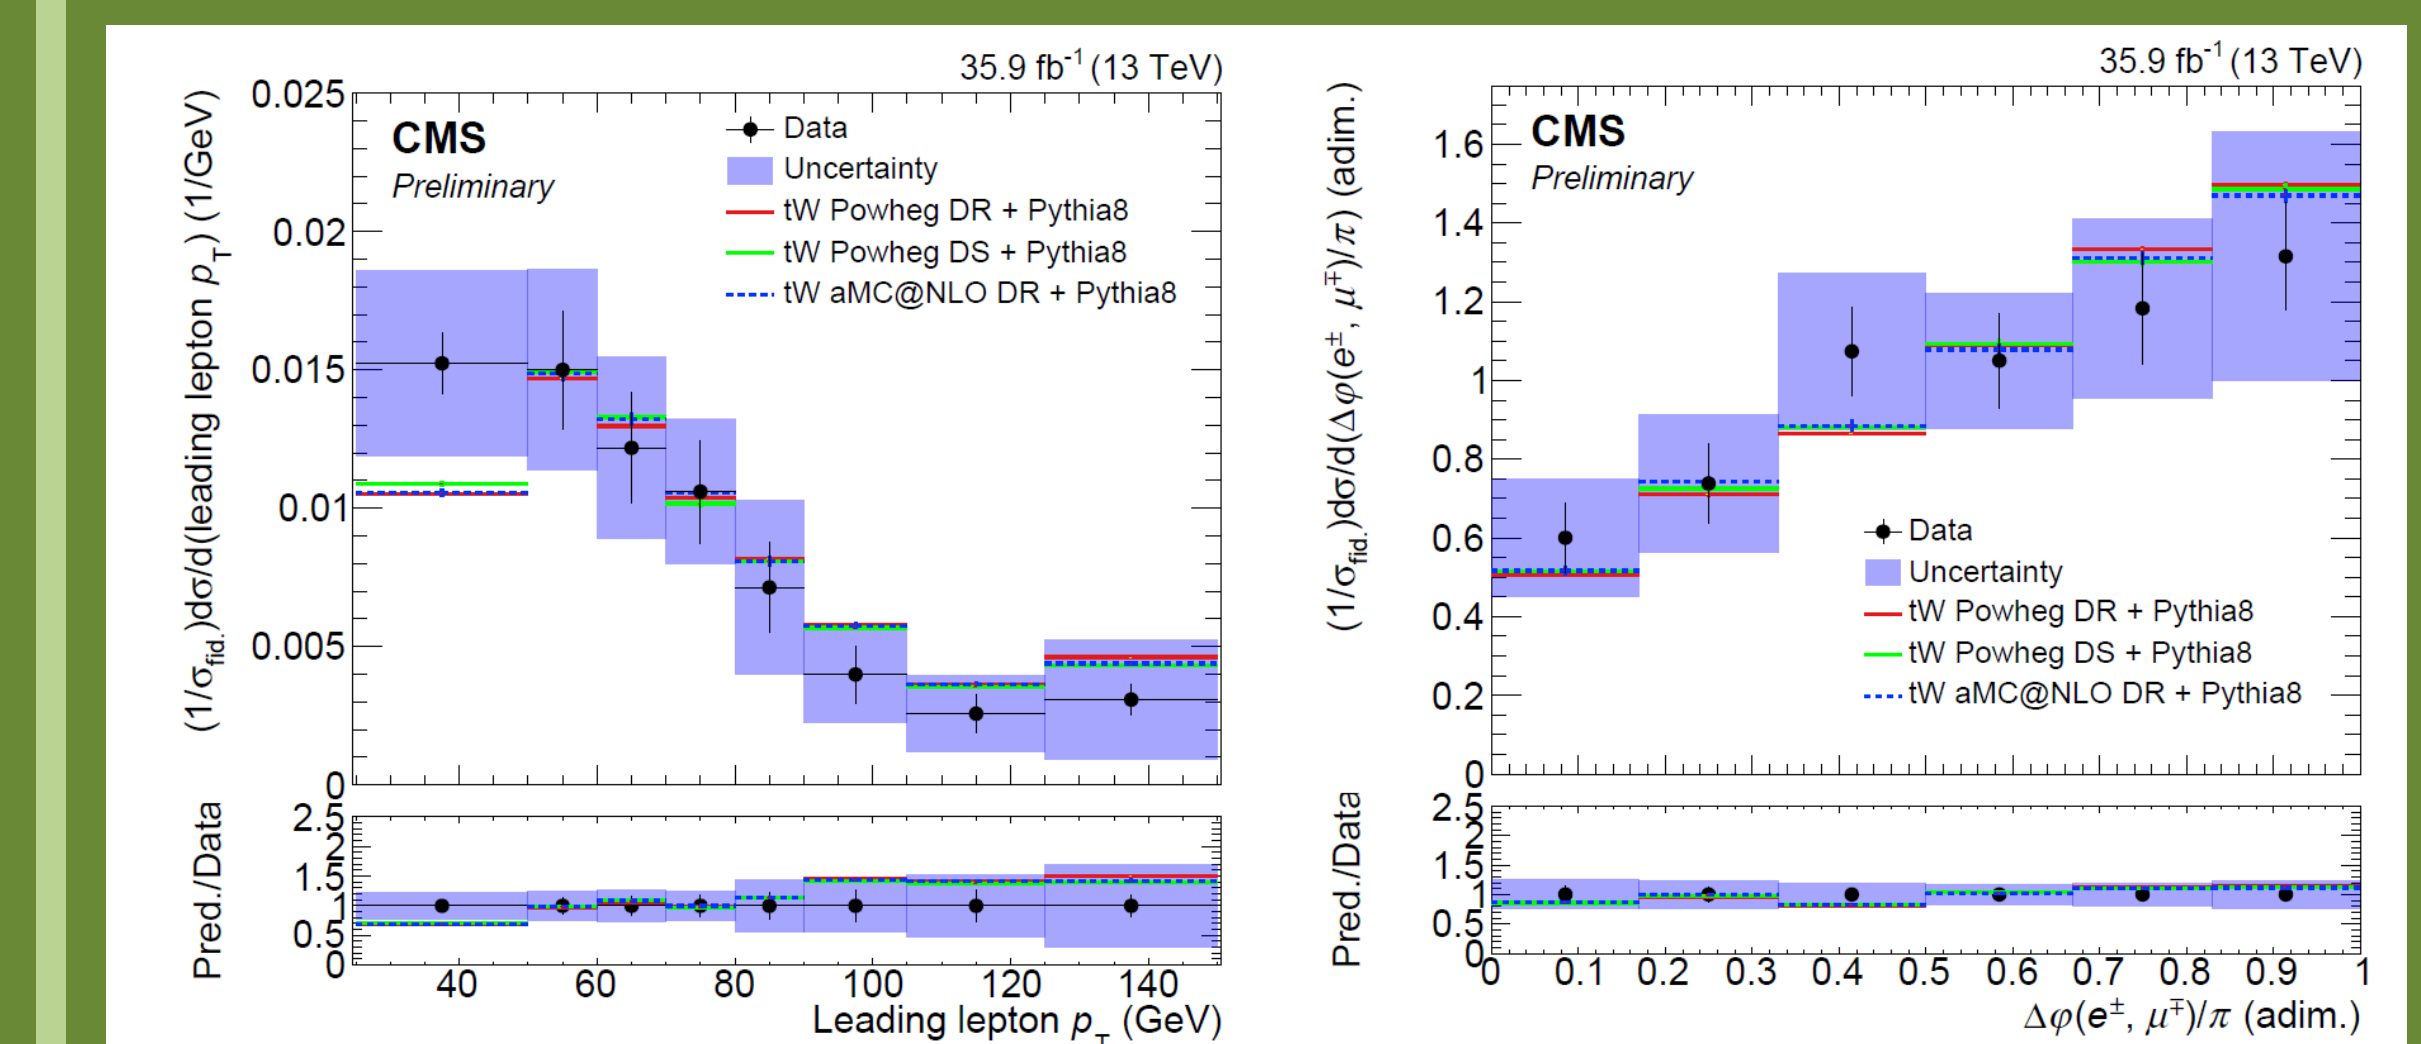 35.9 fb⁻¹ (13 TeV)
CMS
Preliminary
Data
Uncertainty
tW Powheg DR + Pythia8
tW Powheg DS + Pythia8
tW aMC@NLO DR + Pythia8
(1/σ_fid.)dσ/d(leading lepton p_T) (1/GeV)
0.025
0.02
0.015
0.01
0.005
0
Pred./Data
2.5
2
1.5
1
0.5
0
40 60 80 100 120 140
Leading lepton p_T (GeV)
35.9 fb⁻¹ (13 TeV)
CMS
Preliminary
(1/σ_fid.)dσ/d(Δφ(e±, μ∓)/π) (adim.)
1.6
1.4
1.2
1
0.8
0.6
0.4
0.2
0
Data
Uncertainty
tW Powheg DR + Pythia8
tW Powheg DS + Pythia8
tW aMC@NLO DR + Pythia8
Pred./Data
2.5
2
1.5
1
0.5
0
0 0.1 0.2 0.3 0.4 0.5 0.6 0.7 0.8 0.9 1
Δφ(e±, μ∓)/π (adim.)